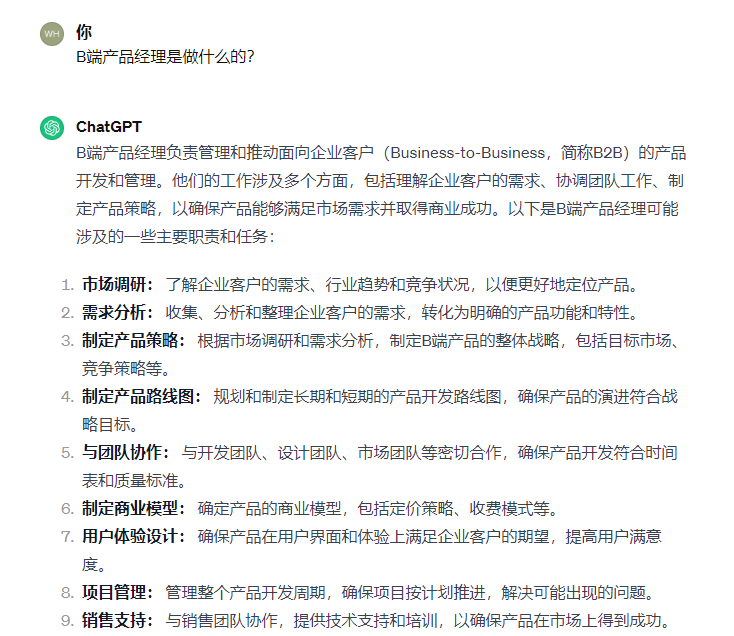 WH
你
B端产品经理是做什么的？
ChatGPT
B端产品经理负责管理和推动面向企业客户（Business-to-Business，简称B2B）的产品
开发和管理。他们的工作涉及多个方面，包括理解企业客户的需求、协调团队工作、制
定产品策略，以确保产品能够满足市场需求并取得商业成功。以下是B端产品经理可能
涉及的一些主要职责和任务：
1. 市场调研： 了解企业客户的需求、行业趋势和竞争状况，以便更好地定位产品。
2. 需求分析： 收集、分析和整理企业客户的需求，转化为明确的产品功能和特性。
3. 制定产品策略： 根据市场调研和需求分析，制定B端产品的整体战略，包括目标市场、
竞争策略等。
4. 制定产品路线图： 规划和制定长期和短期的产品开发路线图，确保产品的演进符合战
略目标。
5. 与团队协作： 与开发团队、设计团队、市场团队等密切合作，确保产品开发符合时间
表和质量标准。
6. 制定商业模型： 确定产品的商业模型，包括定价策略、收费模式等。
7. 用户体验设计： 确保产品在用户界面和体验上满足企业客户的期望，提高用户满意
度。
8. 项目管理： 管理整个产品开发周期，确保项目按计划推进，解决可能出现的问题。
9. 销售支持： 与销售团队协作，提供技术支持和培训，以确保产品在市场上得到成功。